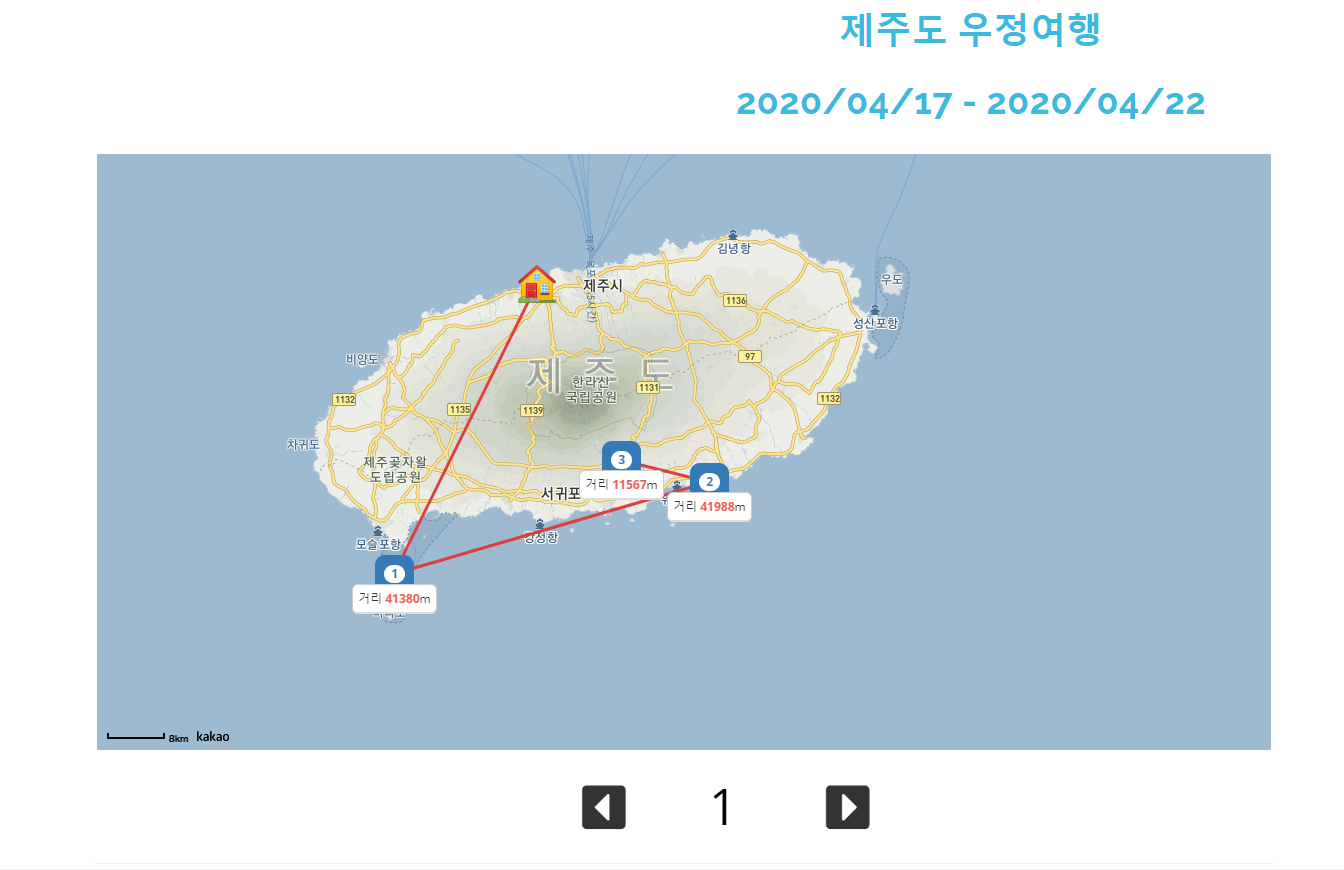 제주도 우정여행
2020/04/17 - 2020/04/22
김녕항
우도
제주시
1136
성산포항
비양도
97
제 주 도
한라산
국립공원
1131
1132
1135
1139
1132
차귀도
제주곶자왈
도립공원
3
거리 11567m
2
거리 41988m
서귀포
모슬포항
당성항
1
거리 41380m
8km kakao
1